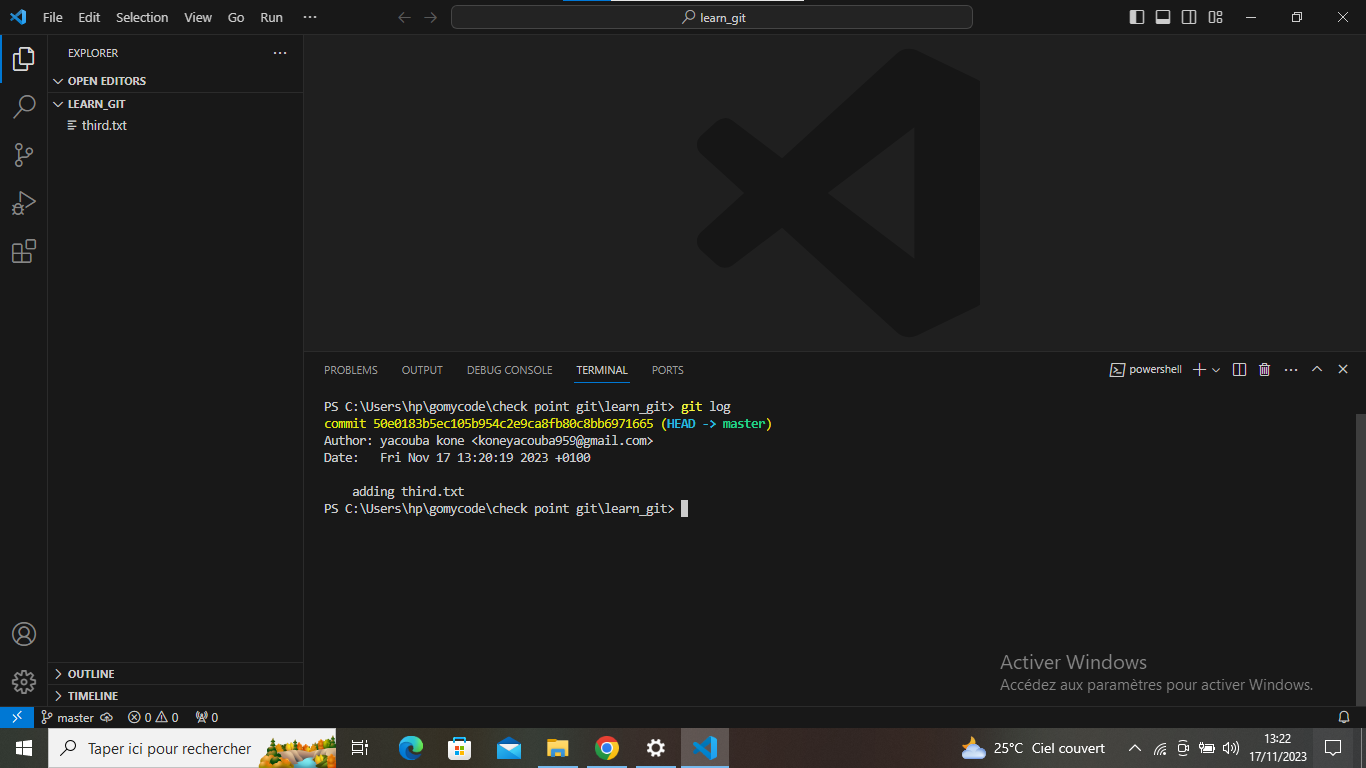 File Edit Selection View Go Run ···
learn_git
EXPLORER ···
OPEN EDITORS
LEARN_GIT
third.txt
PROBLEMS OUTPUT DEBUG CONSOLE TERMINAL PORTS
powershell
PS C:\Users\hp\gomycode\check point git\learn_git> git log
commit 50e0183b5ec105b954c2e9ca8fb80c8bb6971665 (HEAD -> master)
Author: yacouba kone <koneyacouba959@gmail.com>
Date:   Fri Nov 17 13:20:19 2023 +0100
adding third.txt
PS C:\Users\hp\gomycode\check point git\learn_git>
OUTLINE
TIMELINE
Activer Windows
Accédez aux paramètres pour activer Windows.
master 0 0 0
Taper ici pour rechercher
25°C Ciel couvert
13:22
17/11/2023